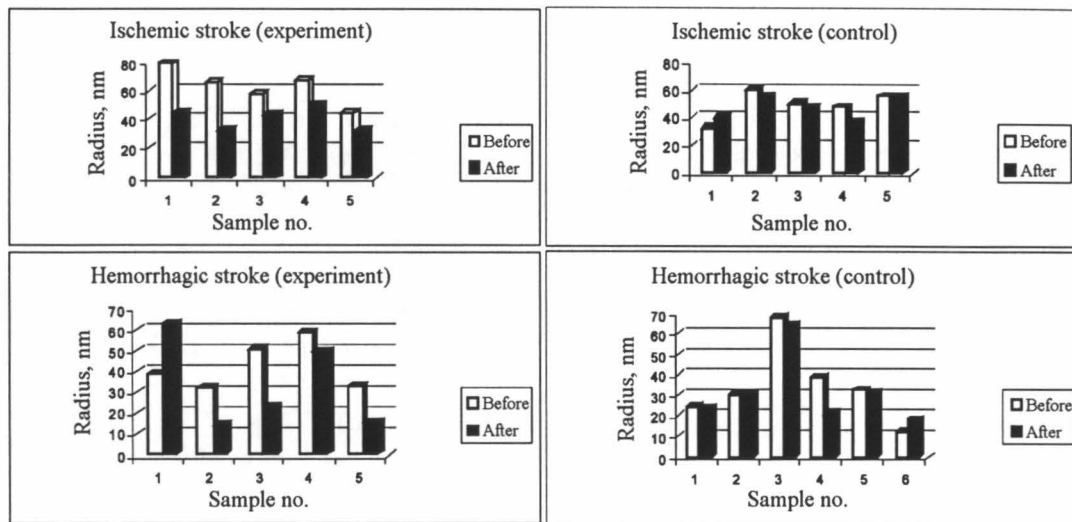 Ischemic stroke (experiment)
80
60
40
20
0
Radius, nm
1 2 3 4 5
Sample no.
Before
After
Ischemic stroke (control)
80
60
40
20
0
Radius, nm
1 2 3 4 5
Sample no.
Before
After
Hemorrhagic stroke (experiment)
70
60
50
40
30
20
10
0
Radius, nm
1 2 3 4 5
Sample no.
Before
After
Hemorrhagic stroke (control)
70
60
50
40
30
20
10
0
Radius, nm
1 2 3 4 5 6
Sample no.
Before
After